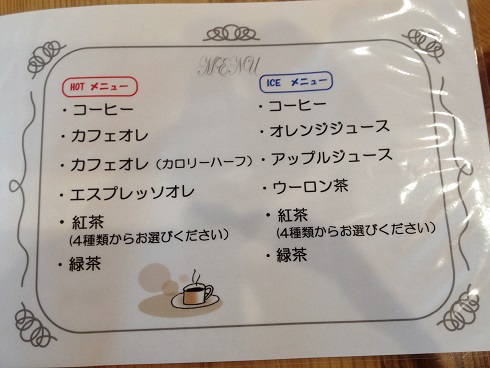 MENU
HOT メニュー
・コーヒー
・カフェオレ
・カフェオレ（カロリーハーフ）
・エスプレッソオレ
・紅茶
(4種類からお選びください)
・緑茶
ICE メニュー
・コーヒー
・オレンジジュース
・アップルジュース
・ウーロン茶
・紅茶
(4種類からお選びください)
・緑茶